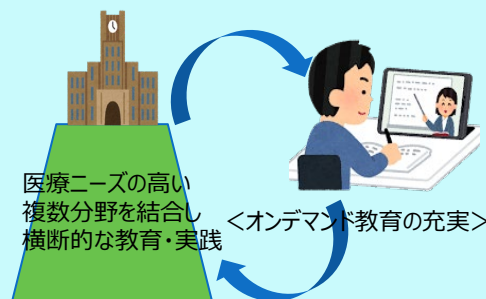 医療ニーズの高い
複数分野を結合し
横断的な教育・実践
＜オンデマンド教育の充実＞